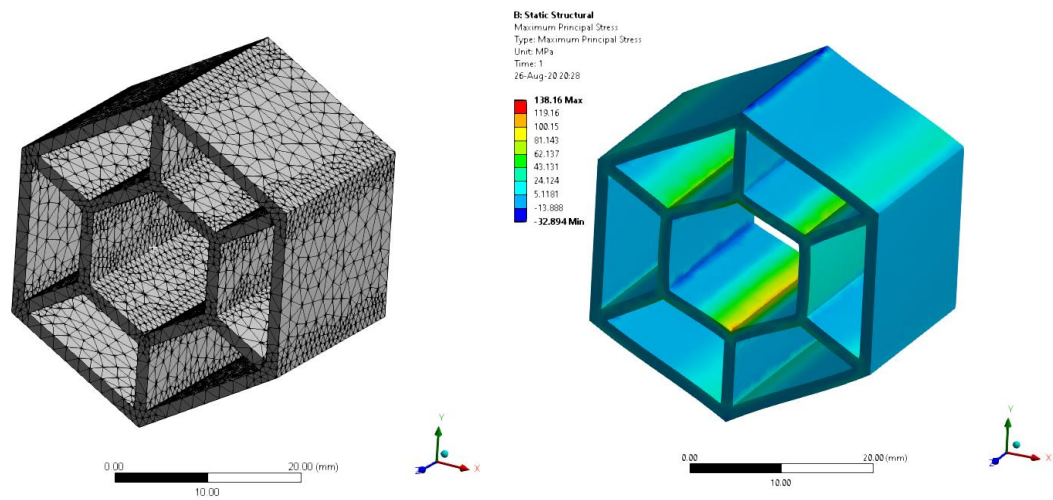 B: Static Structural
Maximum Principal Stress
Type: Maximum Principal Stress
Unit: MPa
Time: 1
26-Aug-20 20:28
138.16 Max
119.16
100.15
81.143
62.137
43.131
24.124
5.1181
-13.888
-32.894 Min
Y
X
Z
0.00 20.00 (mm)
10.00
Y
X
Z
0.00 20.00 (mm)
10.00